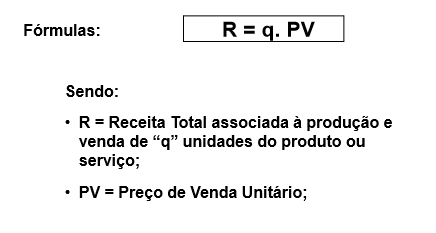 Fórmulas:
R = q. PV
Sendo:
• R = Receita Total associada à produção e
venda de “q” unidades do produto ou
serviço;
• PV = Preço de Venda Unitário;